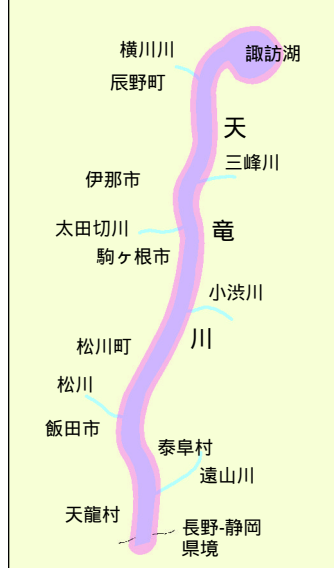 横川川
諏訪湖
辰野町
天
三峰川
伊那市
太田切川
竜
駒ヶ根市
小渋川
川
松川町
松川
飯田市
泰阜村
遠山川
天龍村
長野-静岡
県境